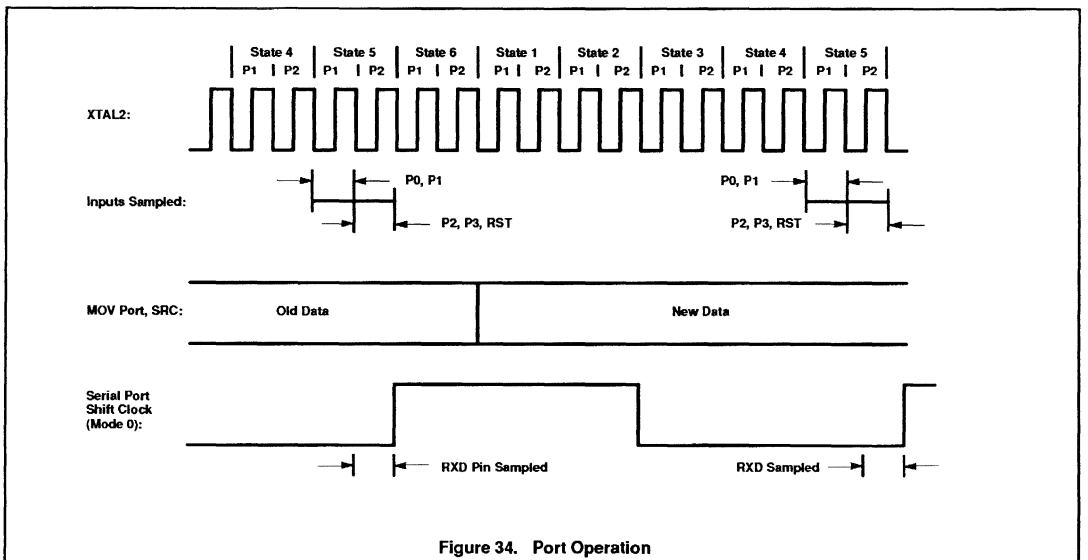 State 4 State 5 State 6 State 1 State 2 State 3 State 4 State 5
P1 P2 P1 P2 P1 P2 P1 P2 P1 P2 P1 P2 P1 P2 P1 P2
XTAL2:
P0, P1 P0, P1
Inputs Sampled:
P2, P3, RST P2, P3, RST
MOV Port, SRC: Old Data New Data
Serial Port
Shift Clock
(Mode 0):
RXD Pin Sampled RXD Sampled
Figure 34. Port Operation